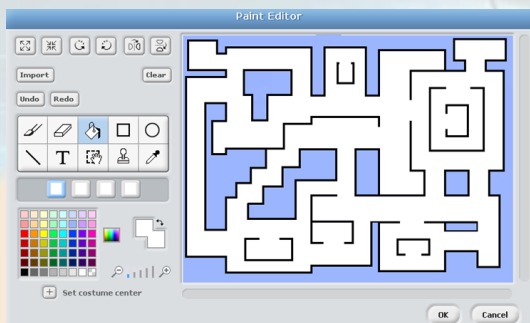 Paint Editor
Import
Clear
Undo
Redo
T
Set costume center
OK
Cancel